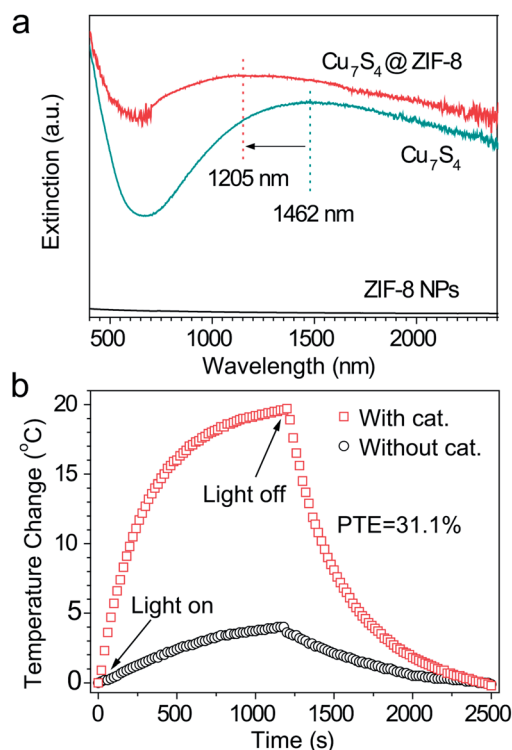 a
Extinction (a.u.)
Cu₇S₄@ZIF-8
Cu₇S₄
1205 nm
1462 nm
ZIF-8 NPs
500 1000 1500 2000
Wavelength (nm)
b
Temperature Change (°C)
20
15
10
5
0
With cat.
Without cat.
Light off
PTE=31.1%
Light on
0 500 1000 1500 2000 2500
Time (s)